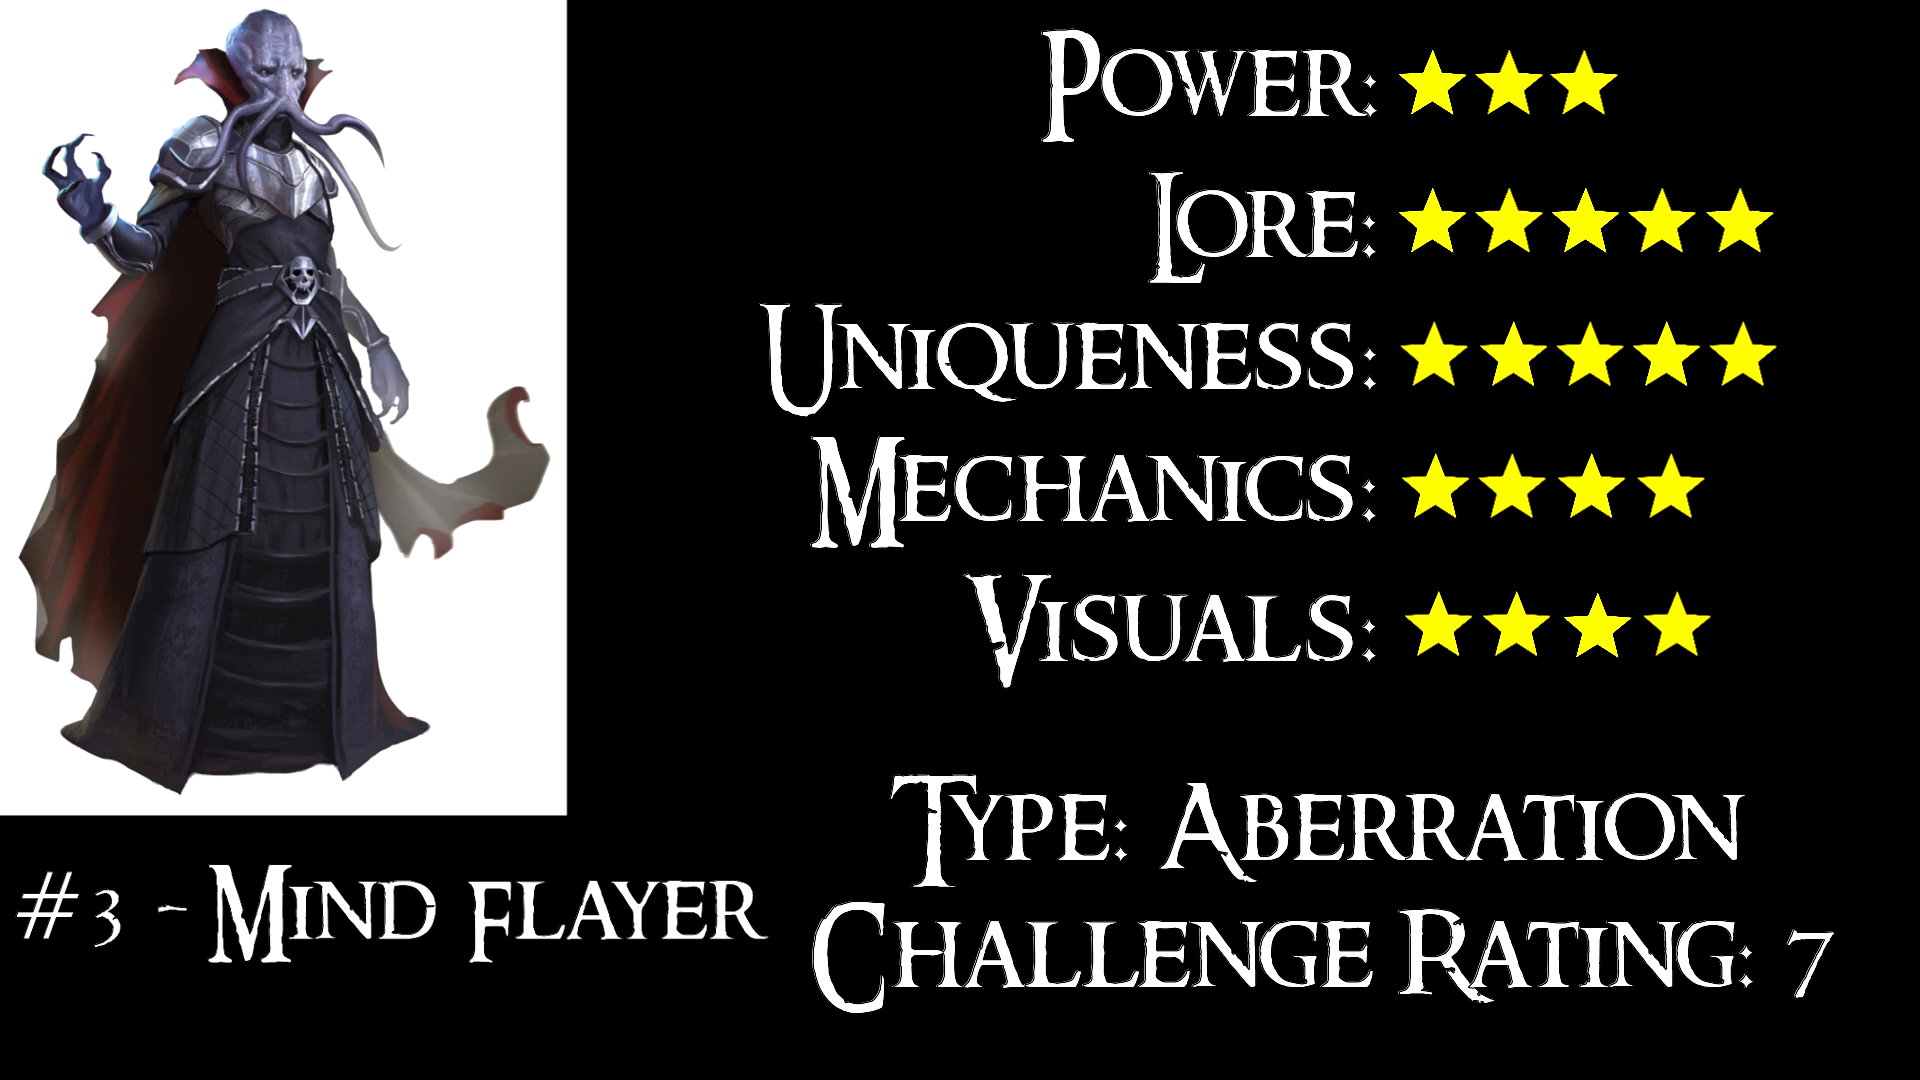 Power: ★★★
Lore: ★★★★★
Uniqueness: ★★★★★
Mechanics: ★★★★
Visuals: ★★★★
Type: Aberration
Challenge Rating: 7
#3 - Mind Flayer